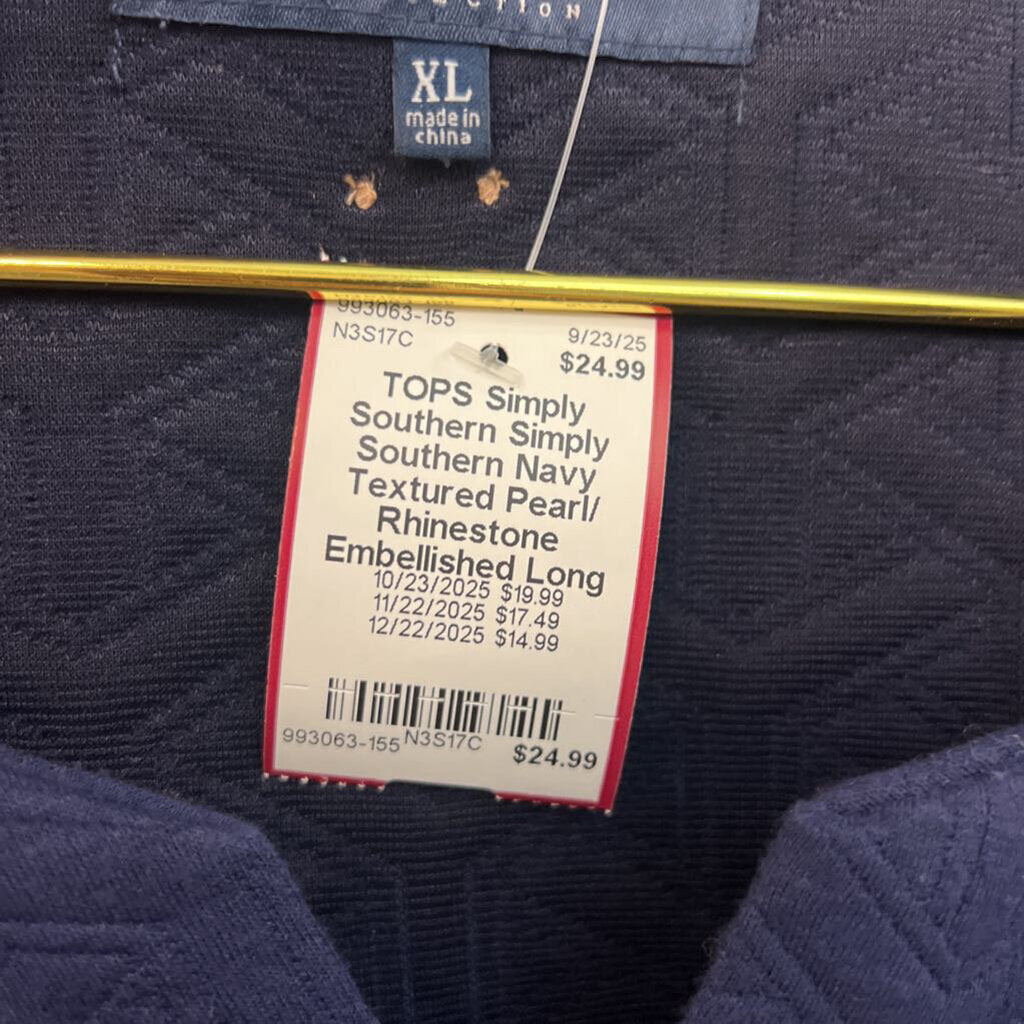 XL
made in
china
993063-155
N3S17C
9/23/25
$24.99
TOPS Simply
Southern Simply
Southern Navy
Textured Pearl/
Rhinestone
Embellished Long
10/23/2025 $19.99
11/22/2025 $17.49
12/22/2025 $14.99
993063-155 N3S17C $24.99